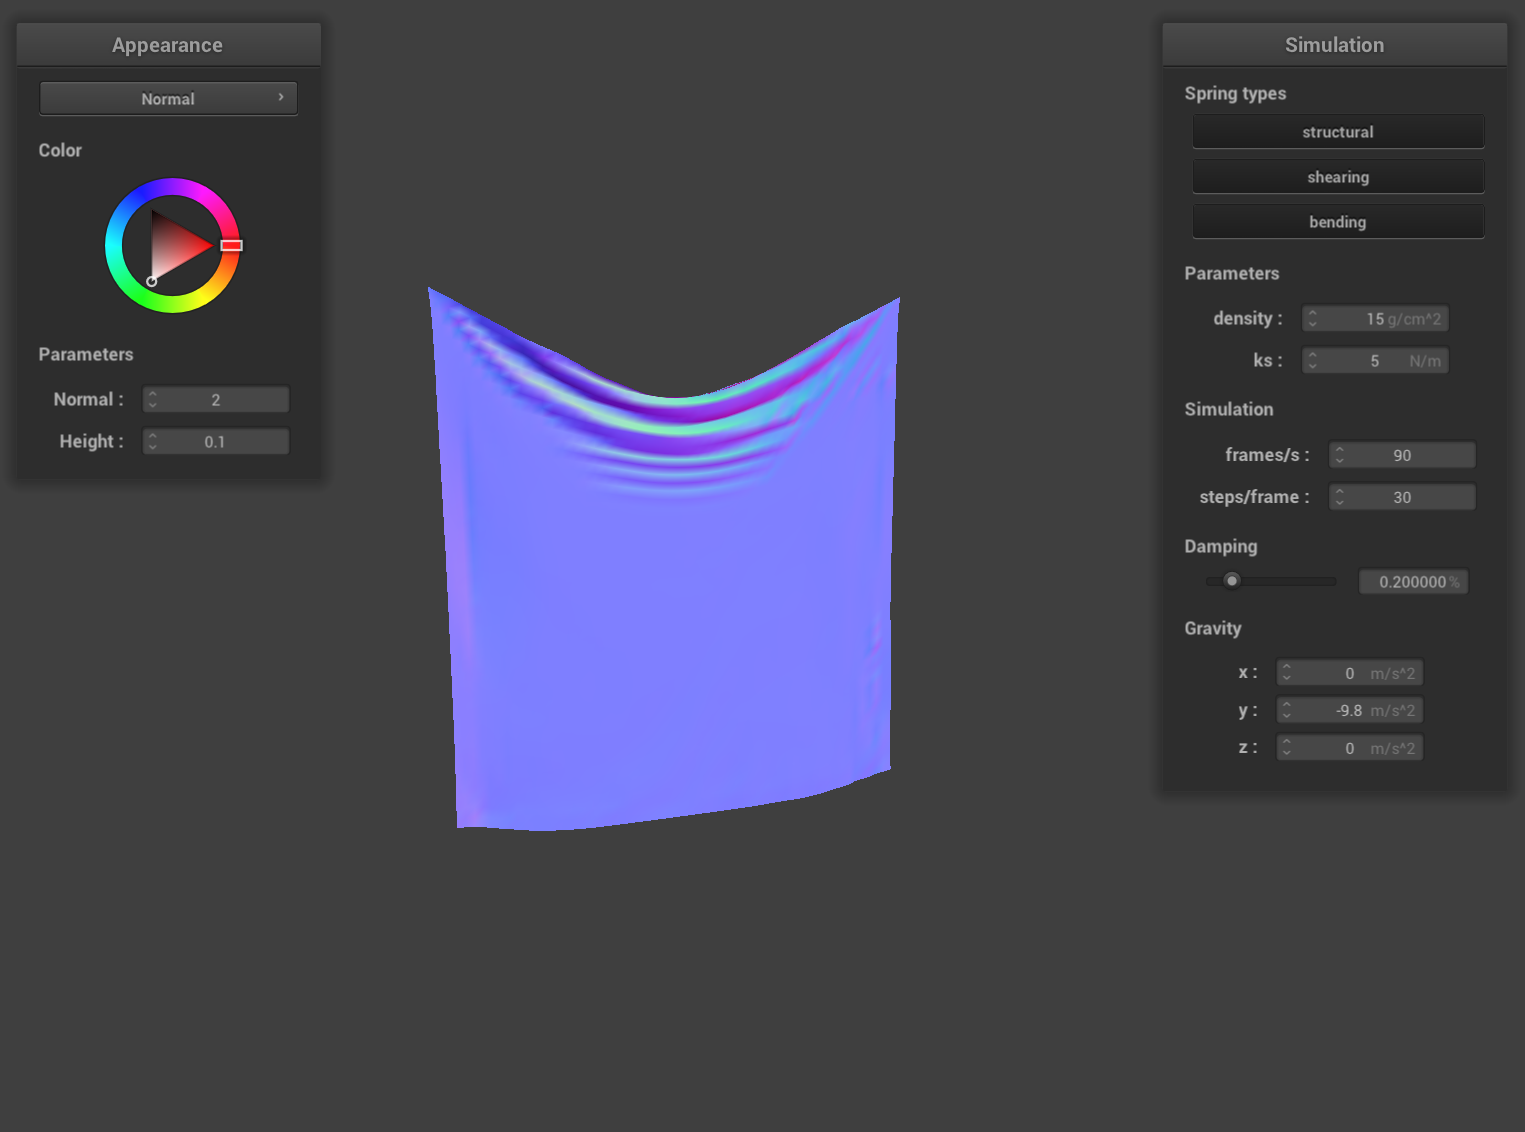 Appearance
Normal
Color
Parameters
Normal : 2
Height : 0.1
Simulation
Spring types
structural
shearing
bending
Parameters
density : 15 g/cm^2
ks : 5 N/m
Simulation
frames/s : 90
steps/frame : 30
Damping
0.200000 %
Gravity
x : 0 m/s^2
y : -9.8 m/s^2
z : 0 m/s^2